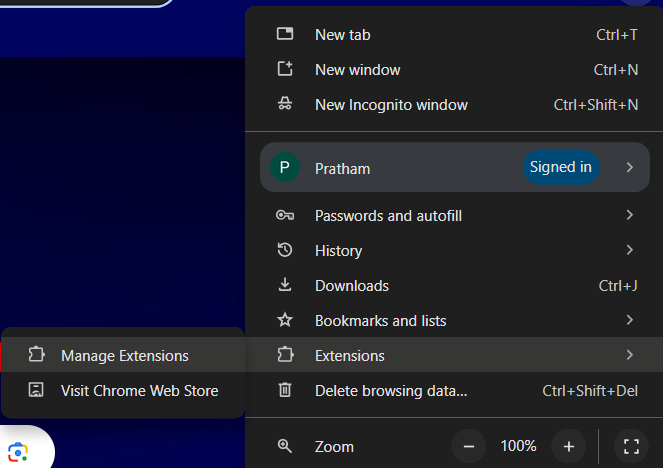 New tab Ctrl+T
New window Ctrl+N
New Incognito window Ctrl+Shift+N
P Pratham Signed in
Passwords and autofill
History
Downloads Ctrl+J
Bookmarks and lists
Manage Extensions
Extensions
Visit Chrome Web Store
Delete browsing data... Ctrl+Shift+Del
Zoom − 100% +